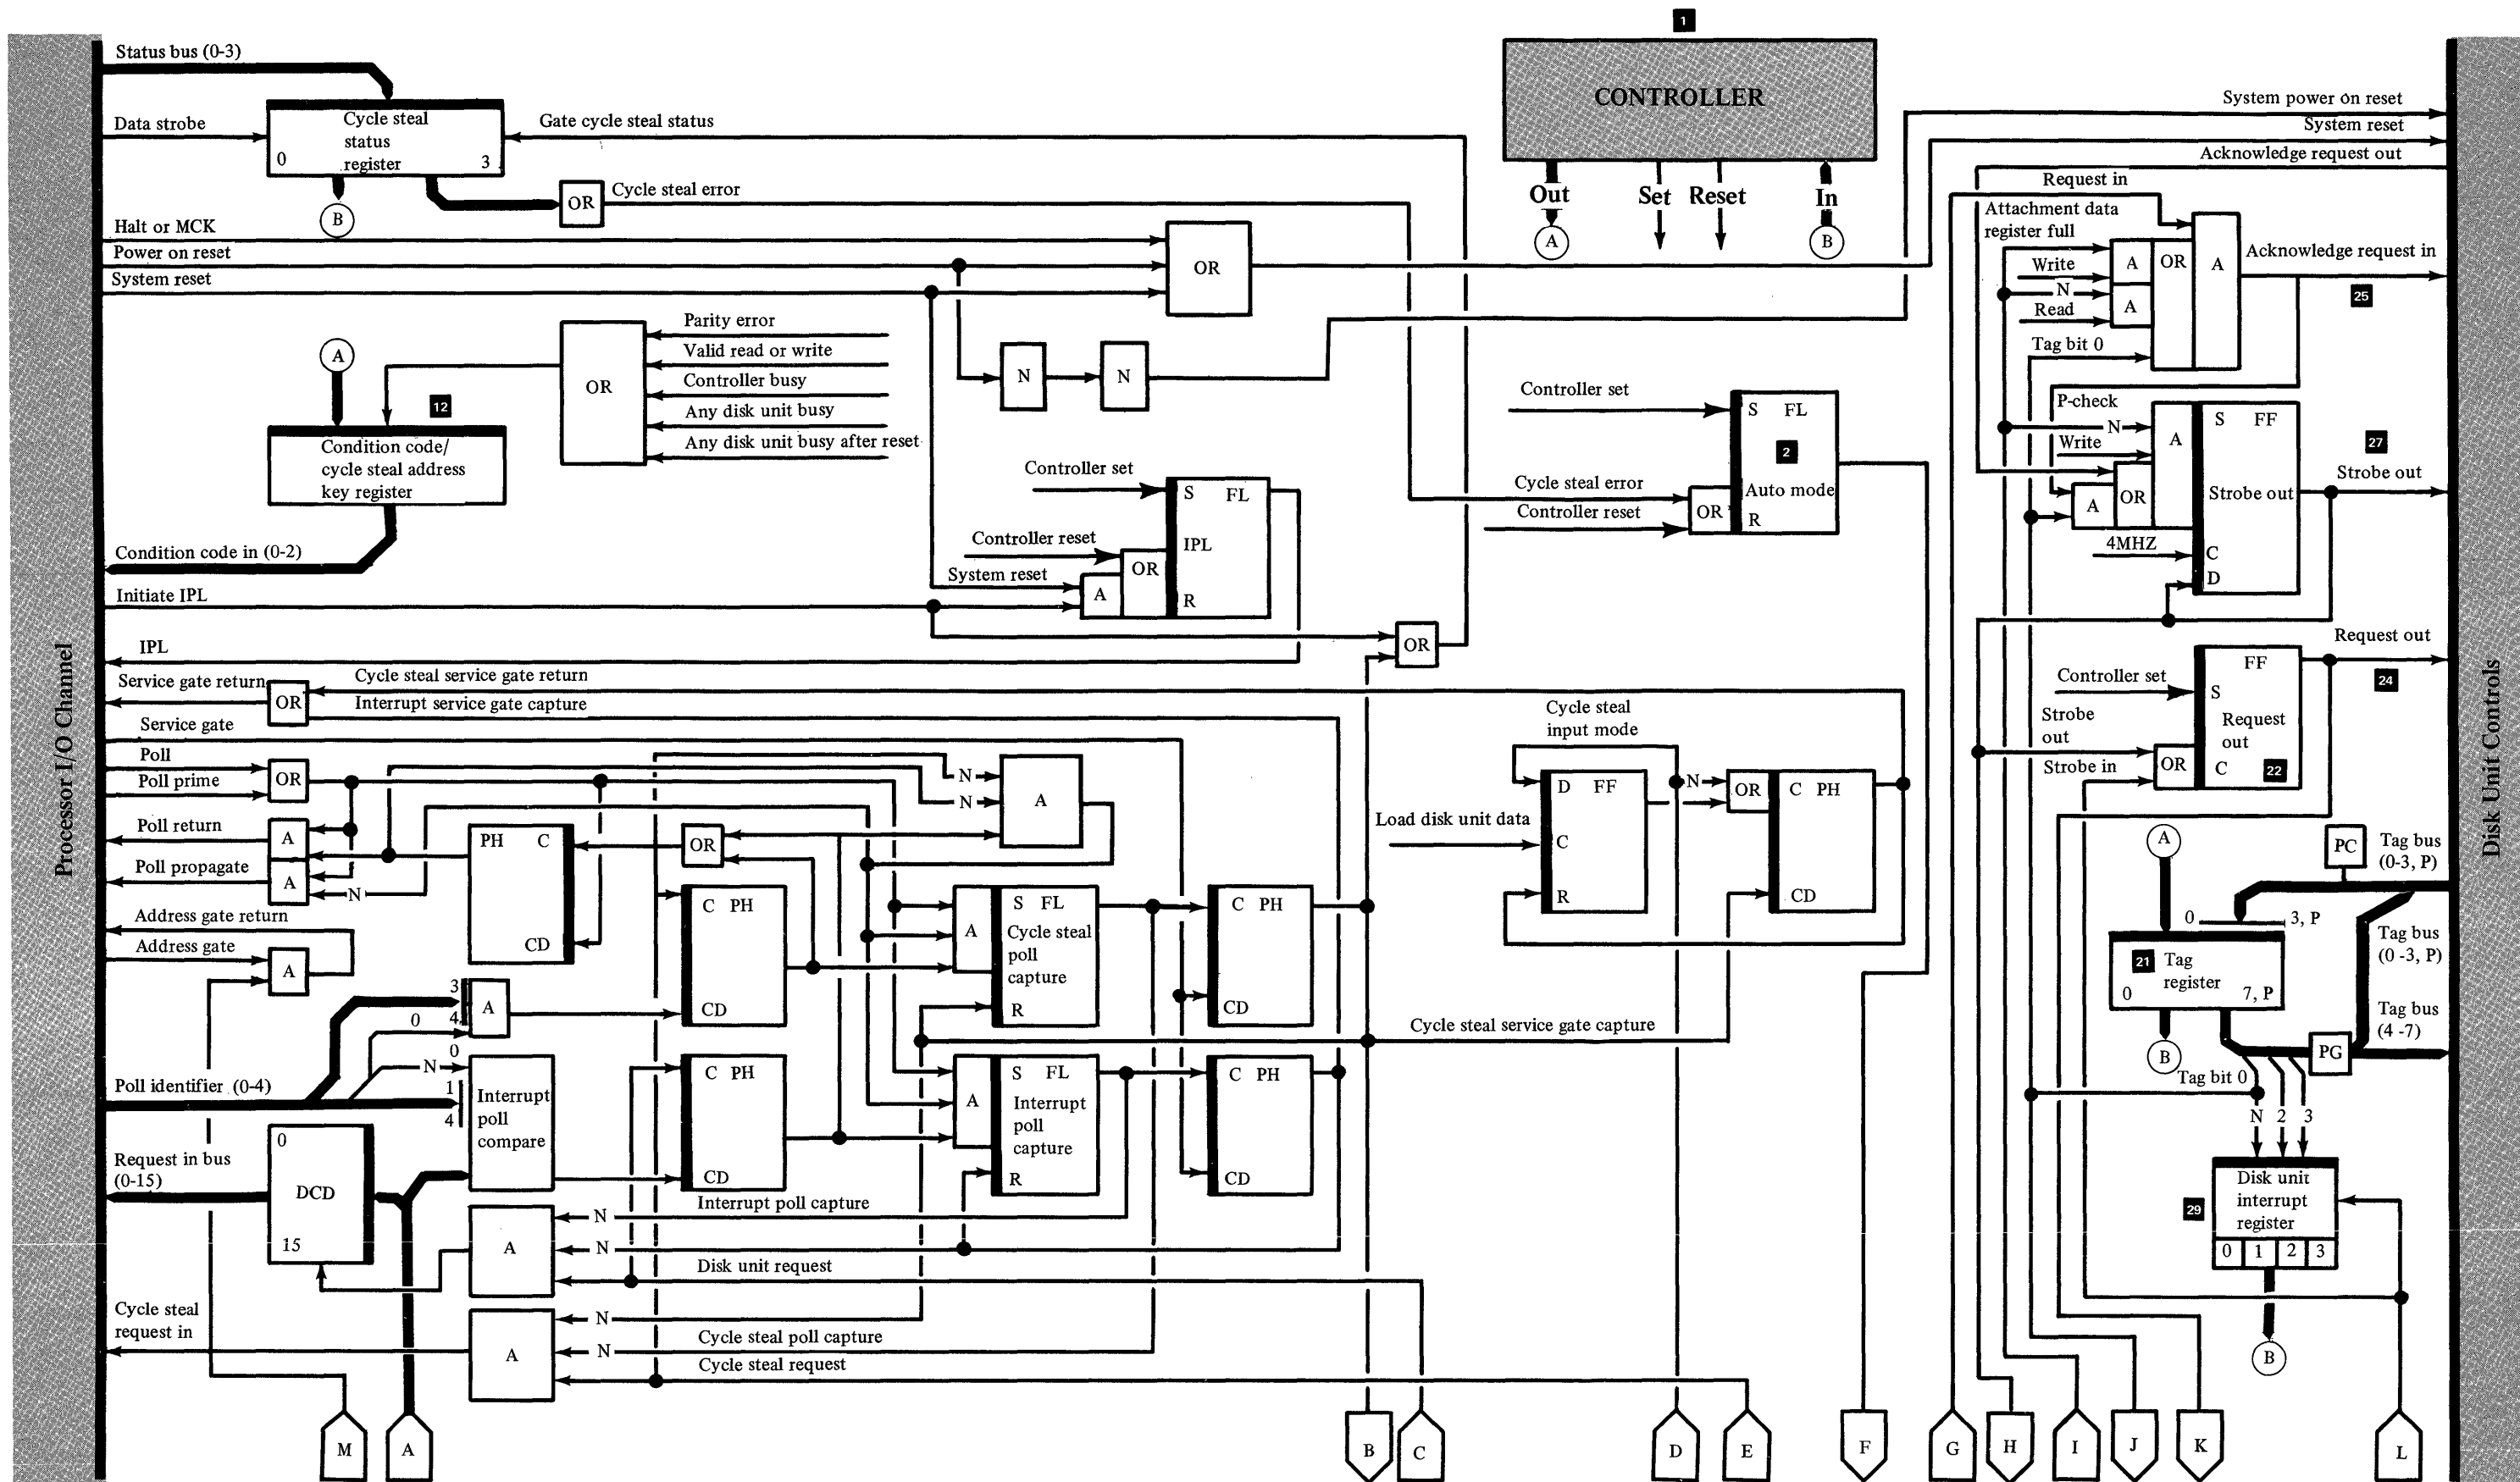 1
CONTROLLER
Out
Set
Reset
In
A
B
Processor I/O Channel
Disk Unit Controls
Status bus (0-3)
Data strobe
Cycle steal
status
register
0
3
B
Gate cycle steal status
OR
Cycle steal error
Halt or MCK
Power on reset
System reset
OR
N
N
Parity error
Valid read or write
Controller busy
Any disk unit busy
Any disk unit busy after reset
OR
A
12
Condition code/
cycle steal address
key register
Condition code in (0-2)
Initiate IPL
Controller set
Controller reset
System reset
A
OR
S FL
IPL
R
OR
Controller set
Cycle steal error
Controller reset
OR
S FL
2
Auto mode
R
IPL
Service gate return
OR
Cycle steal service gate return
Interrupt service gate capture
Service gate
Poll
Poll prime
OR
Poll return
A
Poll propagate
A
N
Address gate return
Address gate
A
PH C
CD
OR
N
N
A
C PH
CD
A
S FL
Cycle steal
poll
capture
R
C PH
CD
3
4
A
0
0
N
1
4
Poll identifier (0-4)
Interrupt
poll
compare
C PH
CD
A
S FL
Interrupt
poll
capture
R
C PH
CD
Cycle steal service gate capture
Cycle steal
input mode
Load disk unit data
D FF
C
R
N
OR
C PH
CD
Request in bus
(0-15)
0
DCD
15
Interrupt poll capture
N
N
A
Disk unit request
Cycle steal
request in
N
N
A
Cycle steal poll capture
Cycle steal request
System power on reset
System reset
Acknowledge request out
Request in
Attachment data
register full
Write
N
Read
Tag bit 0
A
A
OR
A
Acknowledge request in
25
P-check
N
Write
A
OR
A
S FF
Strobe out
4MHZ
C
D
27
Strobe out
Request out
24
Controller set
Strobe
out
Strobe in
OR
FF
S
Request
out
C
22
A
PC
Tag bus
(0-3, P)
0
3, P
Tag bus
(0 -3, P)
21
Tag
register
0
7, P
Tag bus
(4 -7)
B
PG
Tag bit 0
N
2
3
Disk unit
interrupt
register
29
0
1
2
3
B
M
A
B
C
D
E
F
G
H
I
J
K
L